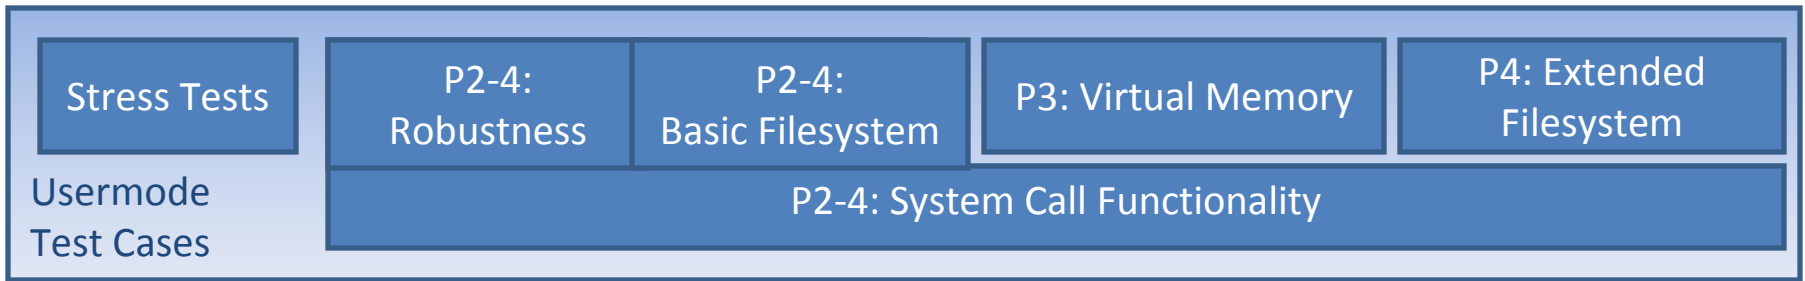 Stress Tests
P2-4:
Robustness
P2-4:
Basic Filesystem
P3: Virtual Memory
P4: Extended
Filesystem
Usermode
Test Cases
P2-4: System Call Functionality